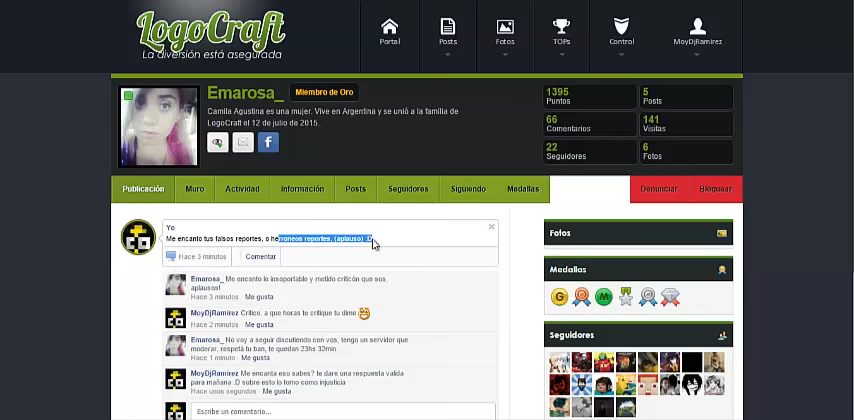 LogoCraft
La diversión está asegurada
Portal
Posts
Fotos
TOPs
Control
MoyDjRamirez
Emarosa_
Miembro de Oro
Camila Agustina es una mujer. Vive en Argentina y se unió a la familia de
LogoCraft el 12 de julio de 2015.
1395
Puntos
5
Posts
66
Comentarios
141
Visitas
22
Seguidores
6
Fotos
Publicación
Muro
Actividad
Información
Posts
Seguidores
Siguiendo
Medallas
Denunciar
Bloquear
Yo
Me encanto tus falsos reportes, o herroneos reportes, (aplauso) :D
Hace 3 minutos
Comentar
Emarosa_ Me encanto lo insoportable y metido criticón que sos,
aplausos!
Hace 3 minutos · Me gusta
MoyDjRamirez Critico, a que horas te critique tu dime
Hace 2 minutos · Me gusta
Emarosa_ No voy a seguir discutiendo con vos, tengo un servidor que
moderar, respetá tu ban, te quedan 23hs 32min.
Hace 1 minuto · Me gusta
MoyDjRamirez Me encanta eso sabes? le dare una respuesta valida
para mañana :D sobre esto lo tomo como injusticia
Hace unos segundos · Me gusta
Escribe un comentario...
Fotos
Medallas
G
M
Seguidores